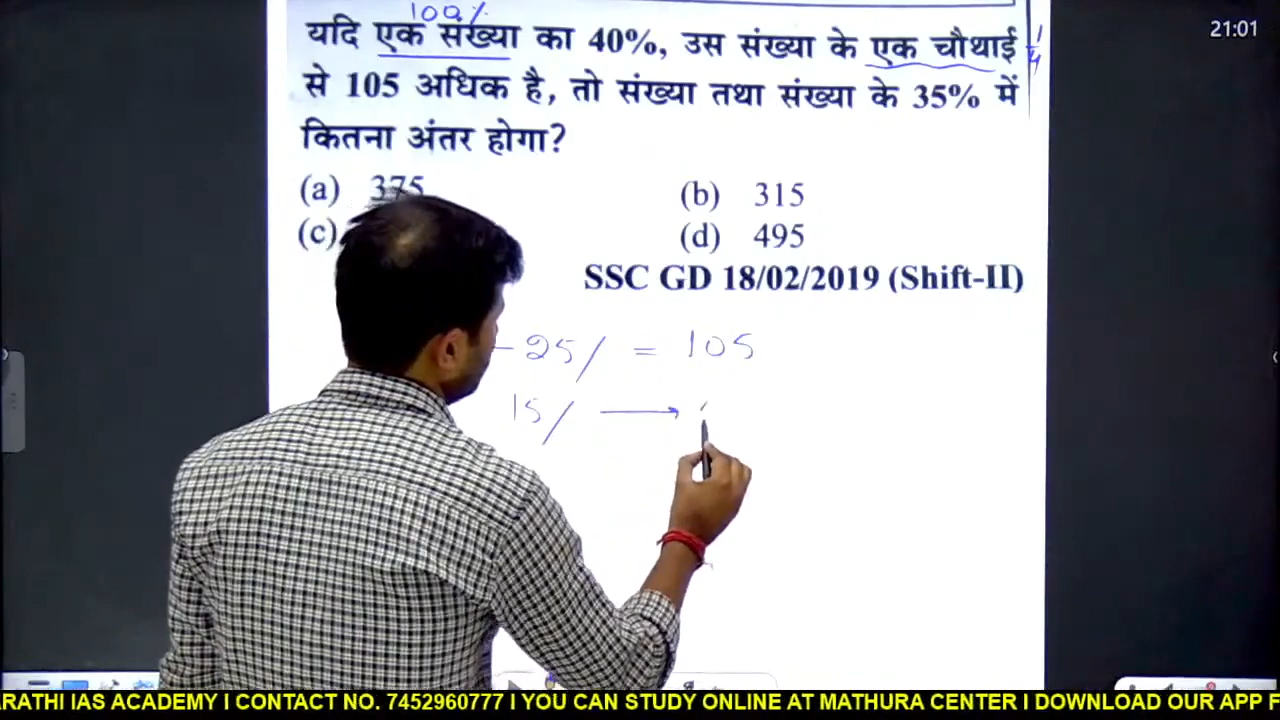 100%
21:01
यदि एक संख्या का 40%, उस संख्या के एक चौथाई 1/4
से 105 अधिक है, तो संख्या तथा संख्या के 35% में
कितना अंतर होगा?
(a) 375 (b) 315
(c) (d) 495
SSC GD 18/02/2019 (Shift-II)
- 25/ = 105
15/ →
ARATHI IAS ACADEMY I CONTACT NO. 7452960777 I YOU CAN STUDY ONLINE AT MATHURA CENTER I DOWNLOAD OUR APP F